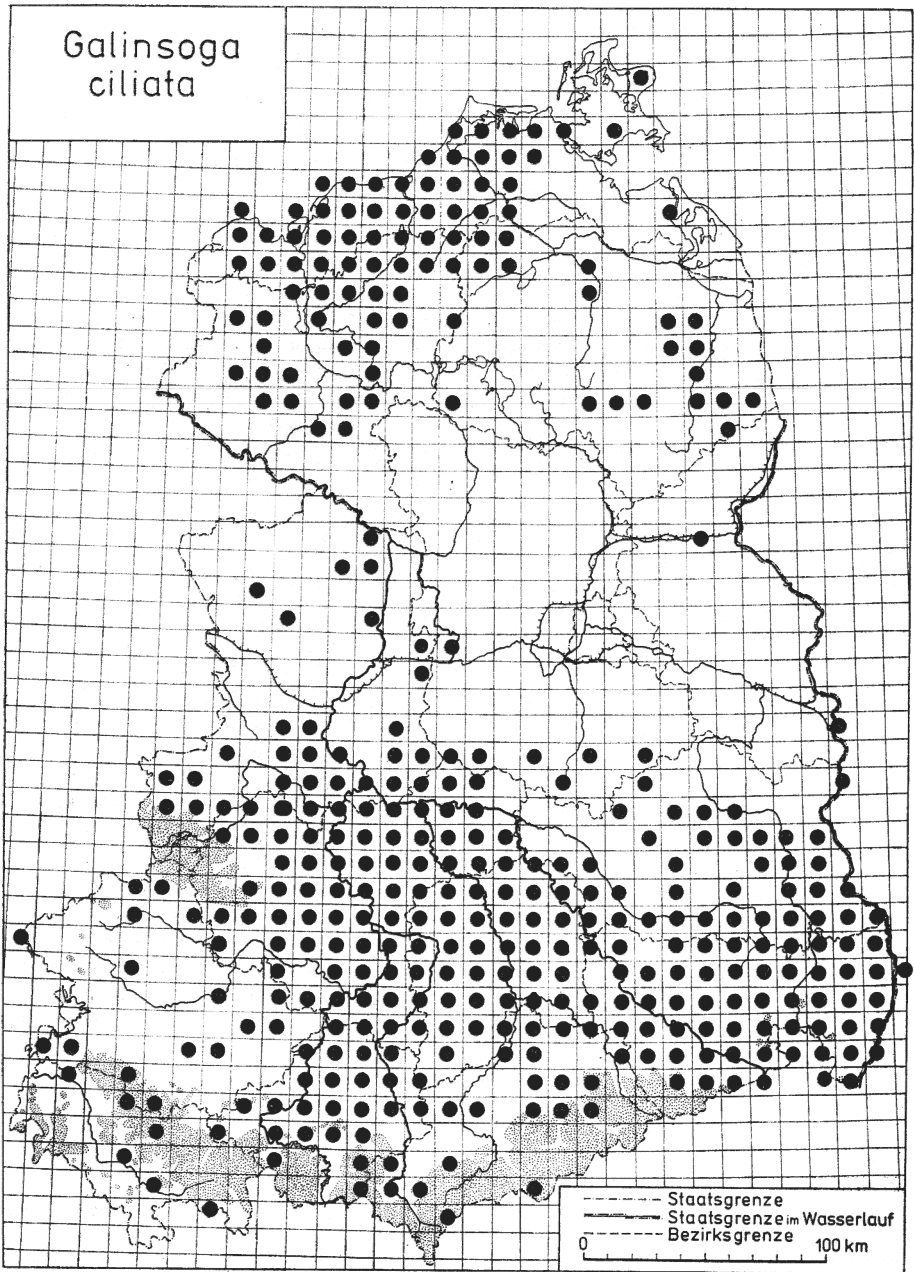 Galinsoga
ciliata
Staatsgrenze
Staatsgrenze im Wasserlauf
Bezirksgrenze
0 100 km